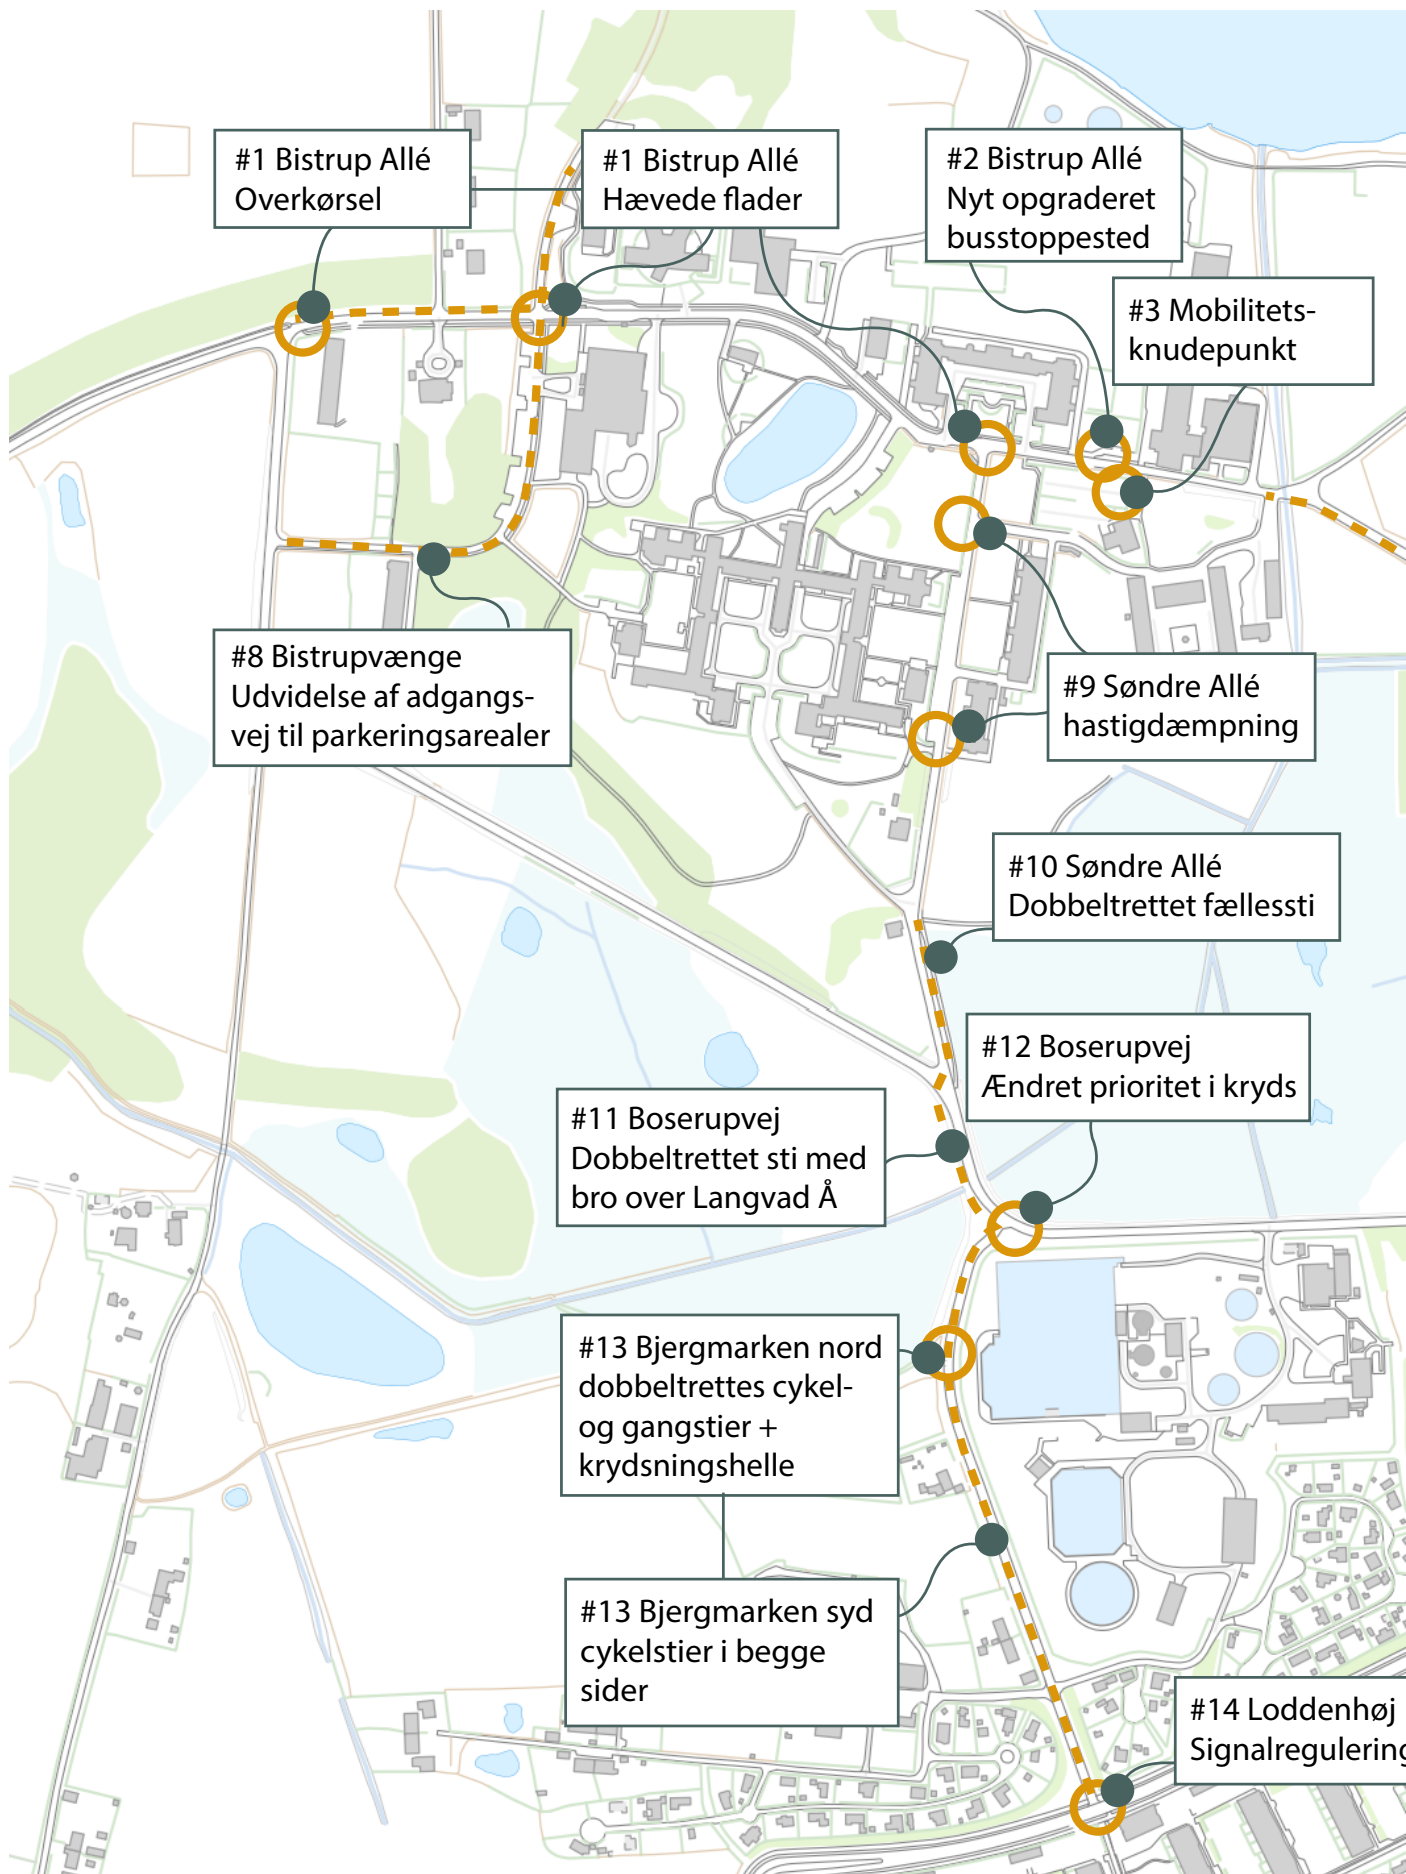 #1 Bistrup Allé
Overkørsel
#1 Bistrup Allé
Hævede flader
#2 Bistrup Allé
Nyt opgraderet
busstoppested
#3 Mobilitets-
knudepunkt
#8 Bistrupvænge
Udvidelse af adgangs-
vej til parkeringsarealer
#9 Søndre Allé
hastigdæmpning
#10 Søndre Allé
Dobbeltrettet fællessti
#12 Boserupvej
Ændret prioritet i kryds
#11 Boserupvej
Dobbeltrettet sti med
bro over Langvad Å
#13 Bjergmarken nord
dobbeltrettes cykel-
og gangstier +
krydsningshelle
#13 Bjergmarken syd
cykelstier i begge
sider
#14 Loddenhøj
Signalregulering